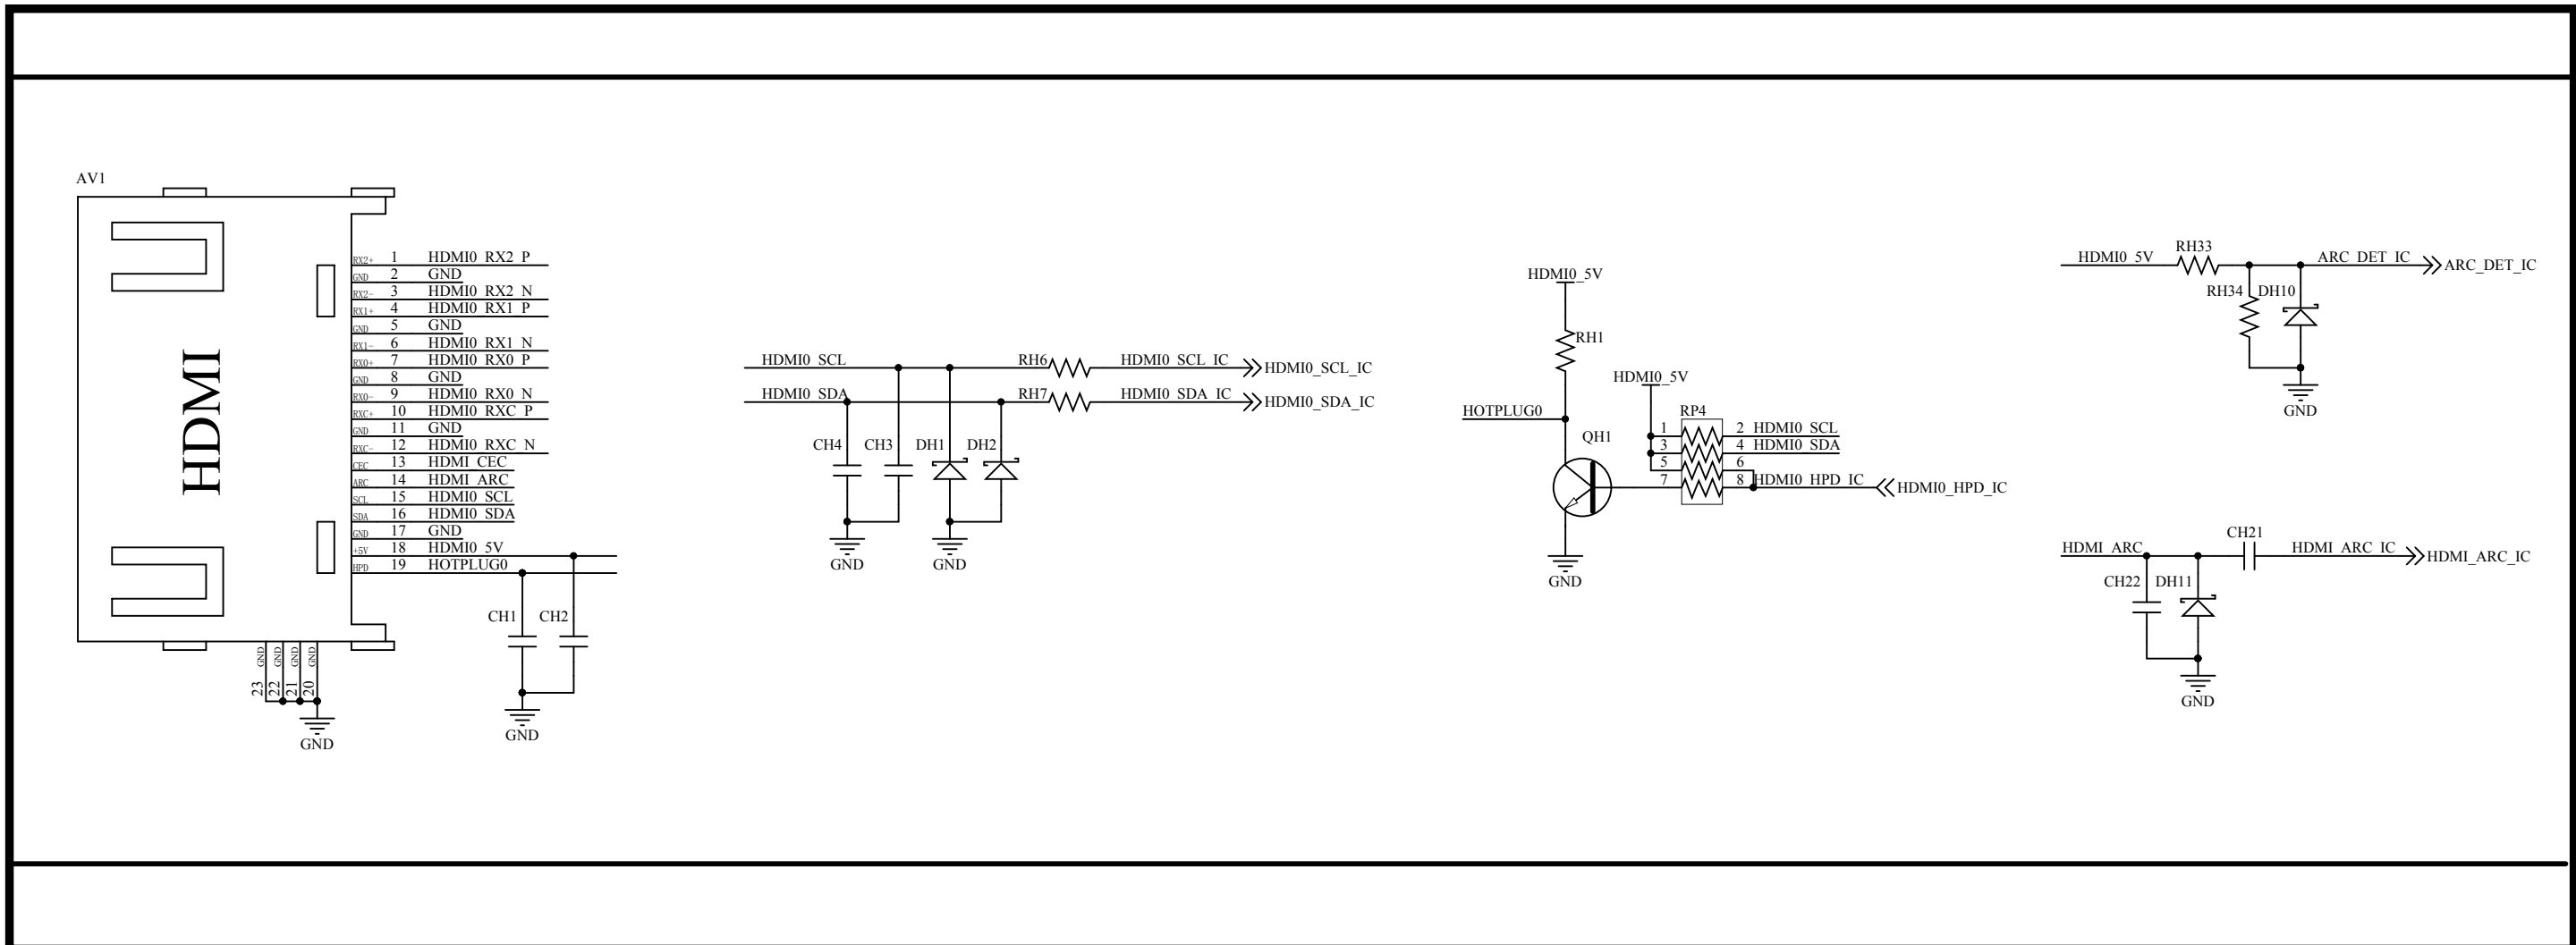 AV1
HDMI
RX2+ 1 HDMI0_RX2_P
GND 2 GND
RX2- 3 HDMI0_RX2_N
RX1+ 4 HDMI0_RX1_P
GND 5 GND
RX1- 6 HDMI0_RX1_N
RX0+ 7 HDMI0_RX0_P
GND 8 GND
RX0- 9 HDMI0_RX0_N
RXC+ 10 HDMI0_RXC_P
GND 11 GND
RXC- 12 HDMI0_RXC_N
CEC 13 HDMI_CEC
ARC 14 HDMI_ARC
SCL 15 HDMI0_SCL
SDA 16 HDMI0_SDA
GND 17 GND
+5V 18 HDMI0_5V
HPD 19 HOTPLUG0
CH1 CH2
GND
GND GND GND GND
23 22 21 20
GND
HDMI0_SCL RH6 HDMI0_SCL_IC HDMI0_SCL_IC
HDMI0_SDA RH7 HDMI0_SDA_IC HDMI0_SDA_IC
CH4 CH3 DH1 DH2
GND GND
HDMI0_5V
RH1
HDMI0_5V
HOTPLUG0
RP4
QH1
1 2 HDMI0_SCL
3 4 HDMI0_SDA
5 6
7 8 HDMI0_HPD_IC HDMI0_HPD_IC
GND
RH33
HDMI0_5V ARC_DET_IC ARC_DET_IC
RH34 DH10
GND
CH21
HDMI_ARC HDMI_ARC_IC HDMI_ARC_IC
CH22 DH11
GND